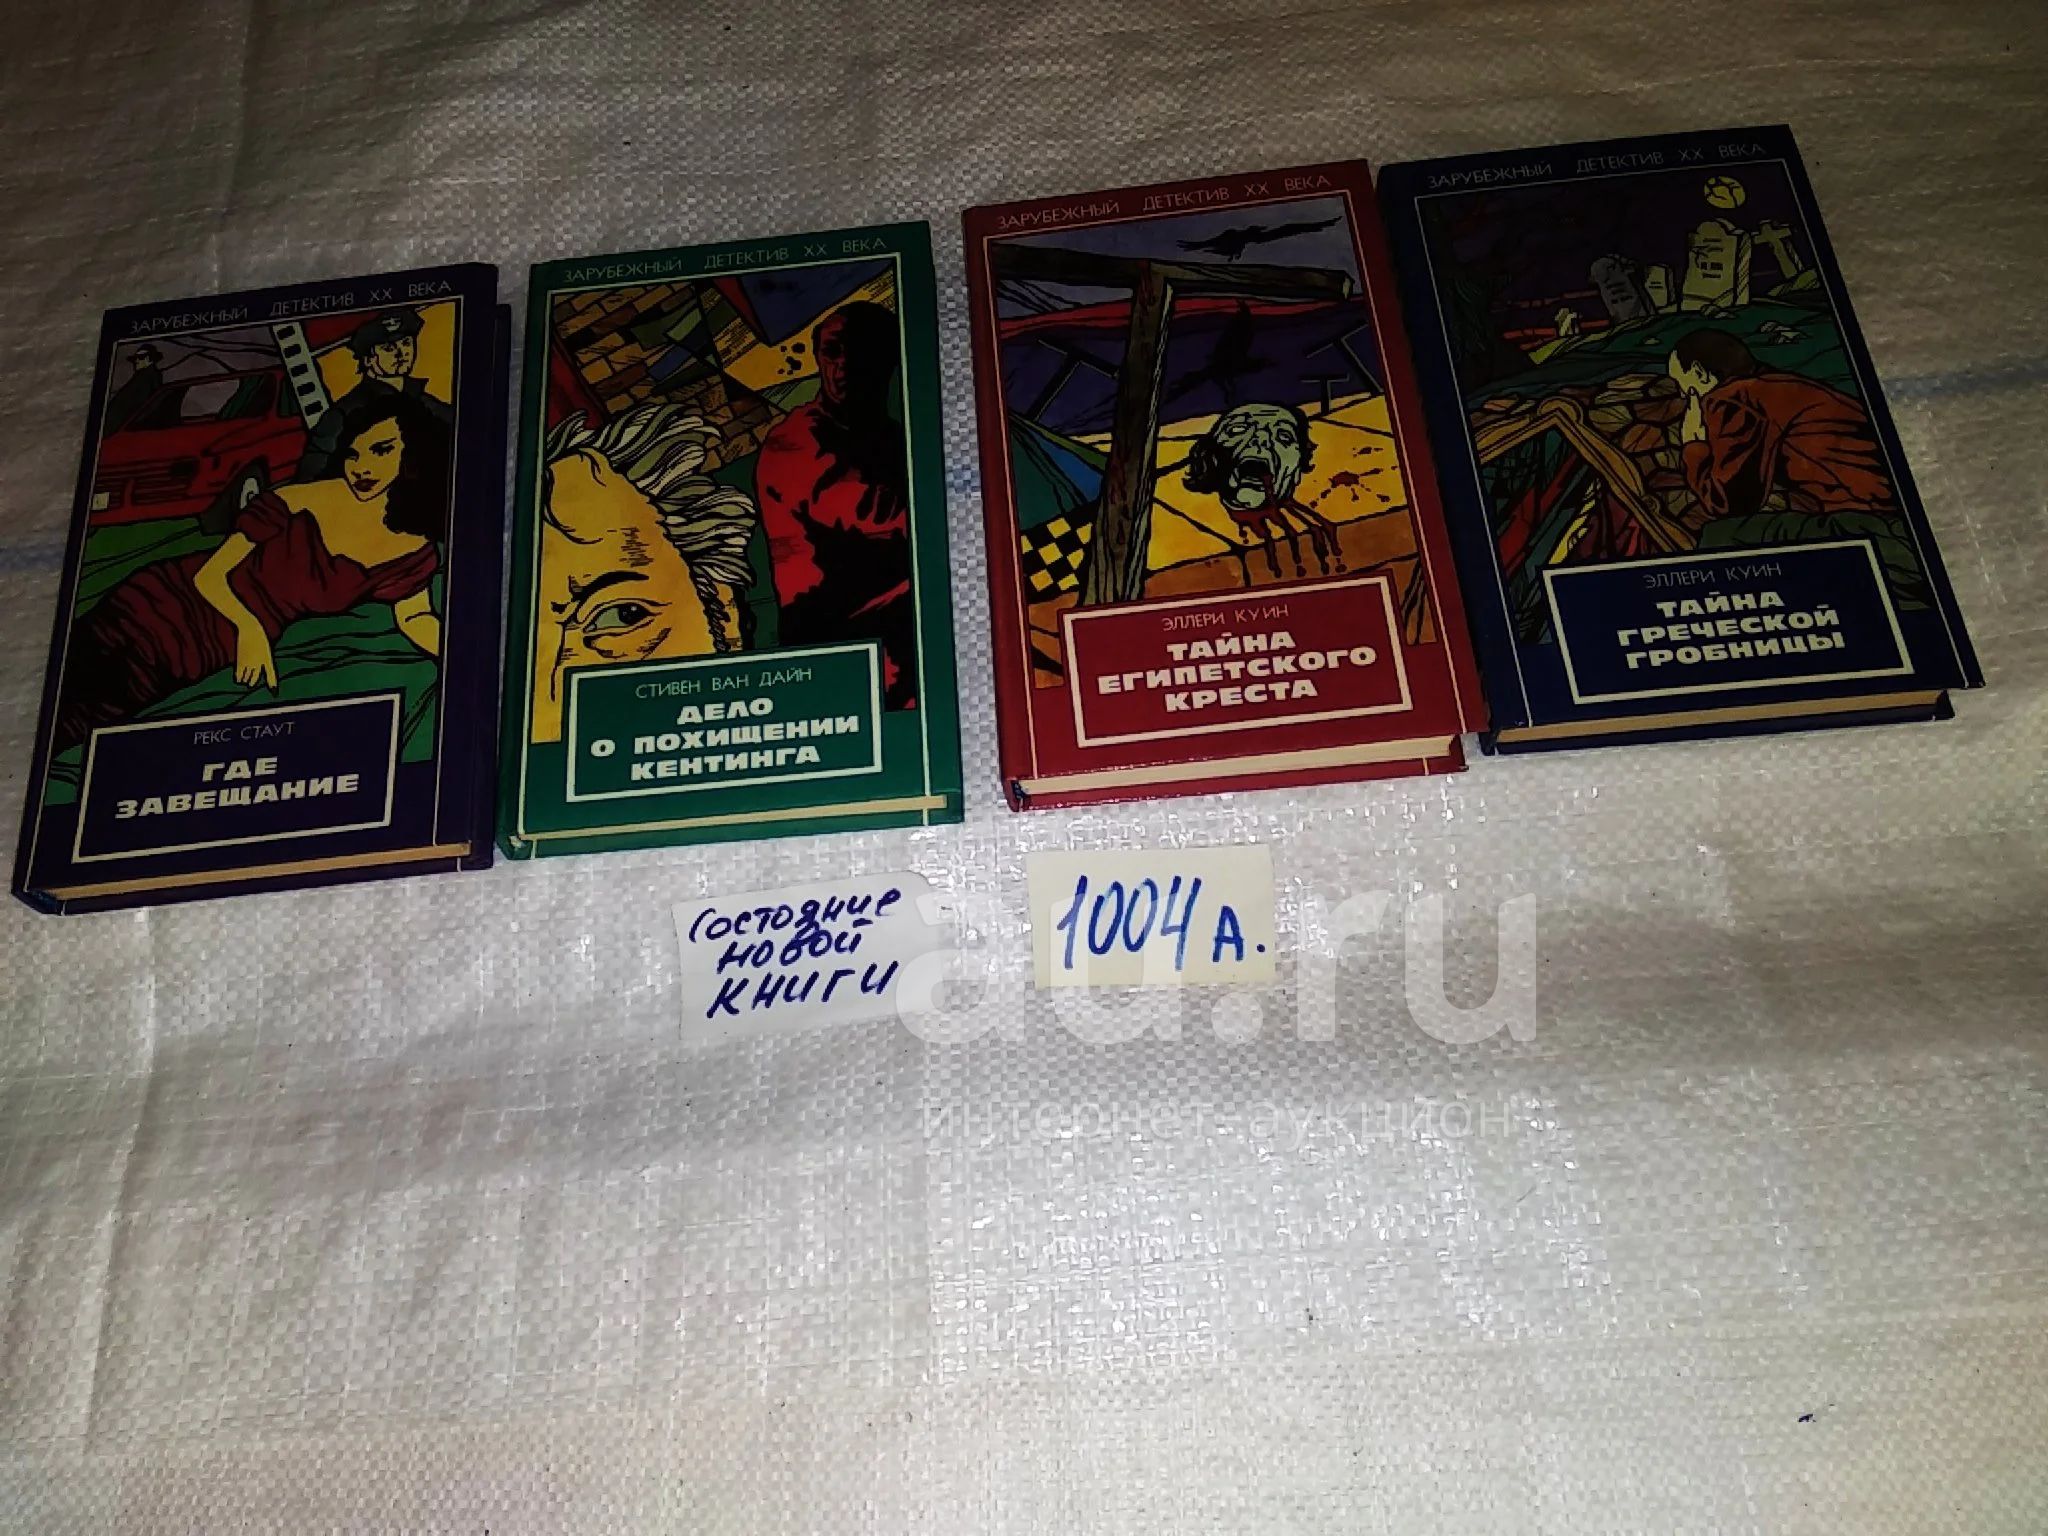 ЗАРУБЕЖНЫЙ ДЕТЕКТИВ XX ВЕКА
РЕКС СТАУТ
ГДЕ
ЗАВЕЩАНИЕ
ЗАРУБЕЖНЫЙ ДЕТЕКТИВ XX ВЕКА
СТИВЕН ВАН ДАЙН
ДЕЛО
О ПОХИЩЕНИИ
КЕНТИНГА
ЗАРУБЕЖНЫЙ ДЕТЕКТИВ XX ВЕКА
ЭЛЛЕРИ КУИН
ТАЙНА
ЕГИПЕТСКОГО
КРЕСТА
ЗАРУБЕЖНЫЙ ДЕТЕКТИВ XX ВЕКА
ЭЛЛЕРИ КУИН
ТАЙНА
ГРЕЧЕСКОЙ
ГРОБНИЦЫ
Состояние
новой
книги
1004 А.
au.ru
интернет-аукцион